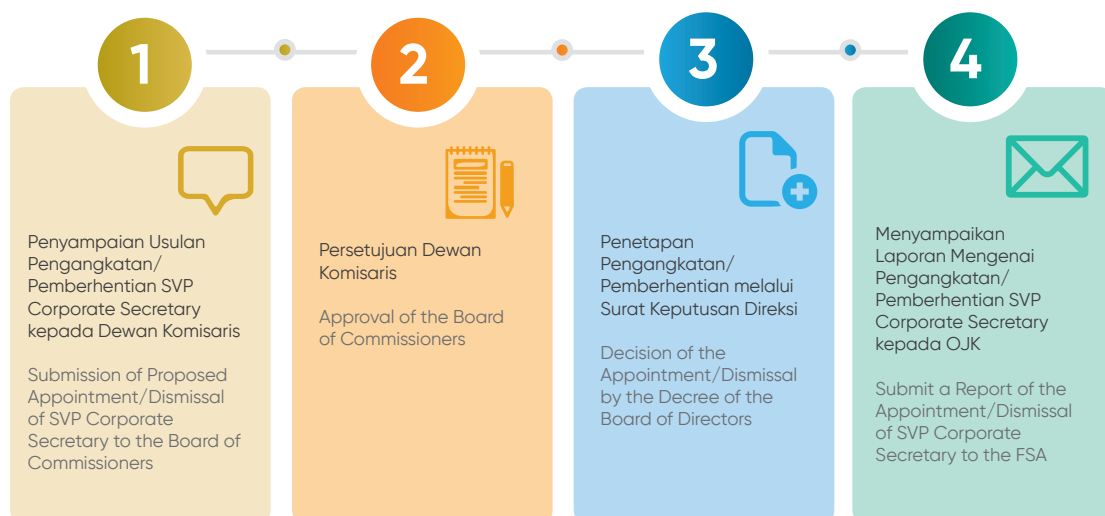 1
Penyampaian Usulan
Pengangkatan/
Pemberhentian SVP
Corporate Secretary
kepada Dewan Komisaris
Submission of Proposed
Appointment/Dismissal
of SVP Corporate
Secretary to the Board of
Commissioners
2
Persetujuan Dewan
Komisaris
Approval of the Board
of Commissioners
3
Penetapan
Pengangkatan/
Pemberhentian melalui
Surat Keputusan Direksi
Decision of the
Appointment/Dismissal
by the Decree of the
Board of Directors
4
Menyampaikan
Laporan Mengenai
Pengangkatan/
Pemberhentian SVP
Corporate Secretary
kepada OJK
Submit a Report of the
Appointment/Dismissal
of SVP Corporate
Secretary to the FSA